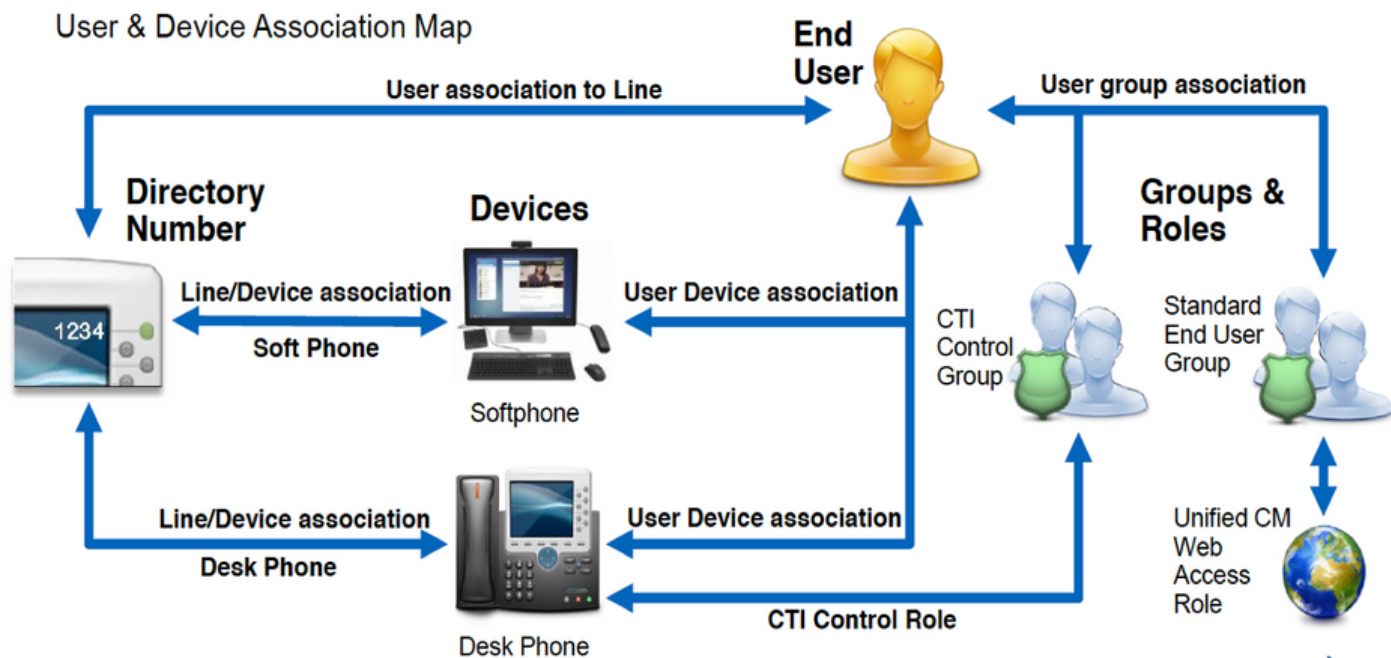 User & Device Association Map
End
User
User association to Line
User group association
Directory
Number
Devices
Groups &
Roles
1234
Line/Device association
Soft Phone
User Device association
Softphone
CTI
Control
Group
Standard
End User
Group
Line/Device association
Desk Phone
User Device association
Unified CM
Web
Access
Role
CTI Control Role
Desk Phone